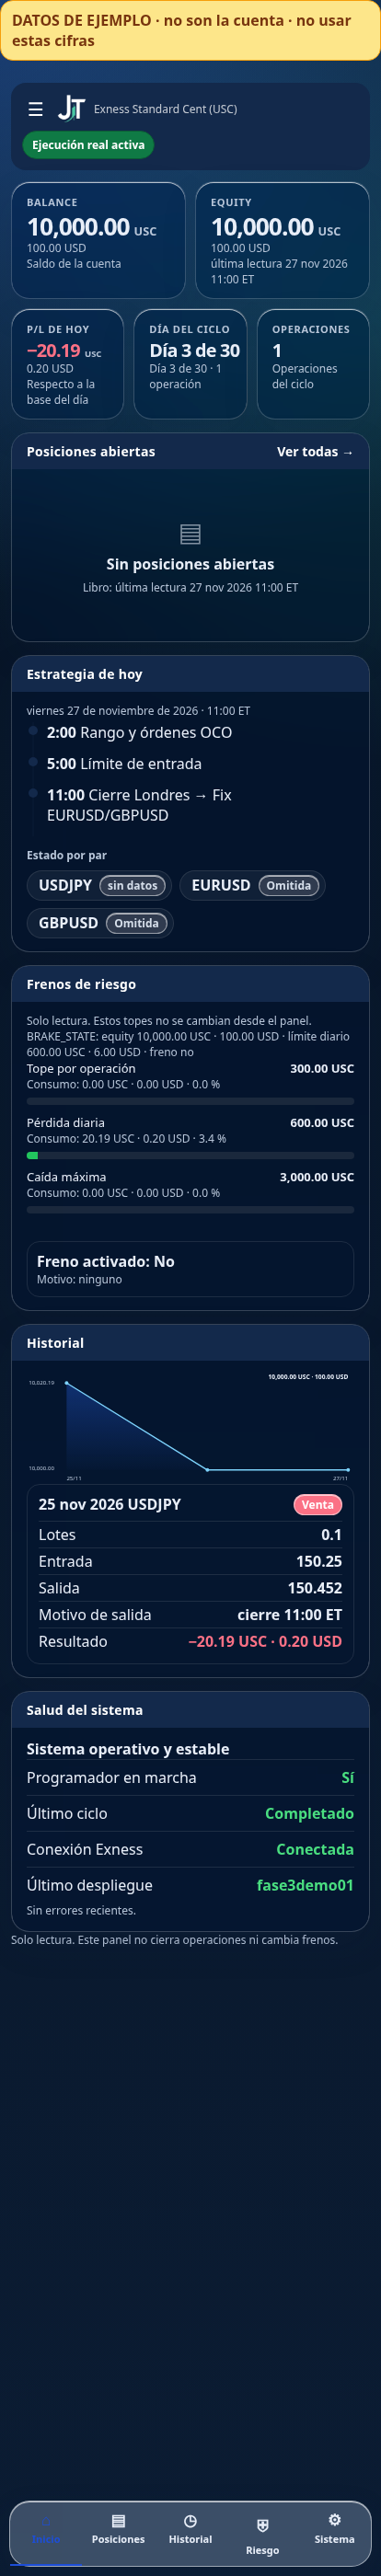 DATOS DE EJEMPLO · no son la cuenta · no usar
estas cifras
☰ JT Exness Standard Cent (USC)
Ejecución real activa
BALANCE
10,000.00 USC
100.00 USD
Saldo de la cuenta
EQUITY
10,000.00 USC
100.00 USD
última lectura 27 nov 2026
11:00 ET
P/L DE HOY
−20.19 USC
0.20 USD
Respecto a la
base del día
DÍA DEL CICLO
Día 3 de 30
Día 3 de 30 · 1
operación
OPERACIONES
1
Operaciones
del ciclo
Posiciones abiertas
Ver todas →
Sin posiciones abiertas
Libro: última lectura 27 nov 2026 11:00 ET
Estrategia de hoy
viernes 27 de noviembre de 2026 · 11:00 ET
2:00 Rango y órdenes OCO
5:00 Límite de entrada
11:00 Cierre Londres → Fix
EURUSD/GBPUSD
Estado por par
USDJPY sin datos
EURUSD Omitida
GBPUSD Omitida
Frenos de riesgo
Solo lectura. Estos topes no se cambian desde el panel.
BRAKE_STATE: equity 10,000.00 USC · 100.00 USD · límite diario
600.00 USC · 6.00 USD · freno no
Tope por operación 300.00 USC
Consumo: 0.00 USC · 0.00 USD · 0.0 %
Pérdida diaria 600.00 USC
Consumo: 20.19 USC · 0.20 USD · 3.4 %
Caída máxima 3,000.00 USC
Consumo: 0.00 USC · 0.00 USD · 0.0 %
Freno activado: No
Motivo: ninguno
Historial
10,000.00 USC · 100.00 USD
10,020.19
10,000.00
25/11 27/11
25 nov 2026 USDJPY Venta
Lotes 0.1
Entrada 150.25
Salida 150.452
Motivo de salida cierre 11:00 ET
Resultado −20.19 USC · 0.20 USD
Salud del sistema
Sistema operativo y estable
Programador en marcha Sí
Último ciclo Completado
Conexión Exness Conectada
Último despliegue fase3demo01
Sin errores recientes.
Solo lectura. Este panel no cierra operaciones ni cambia frenos.
Posiciones
Historial
Riesgo
Sistema